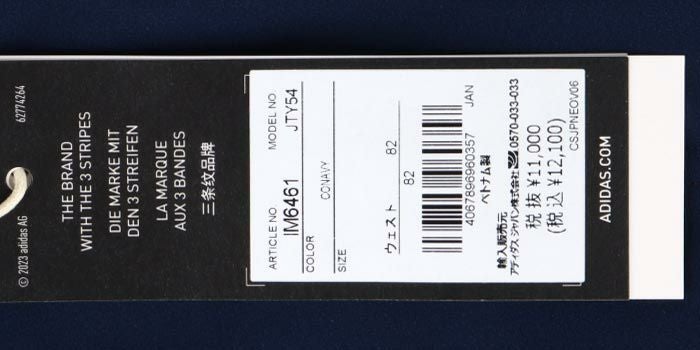 62774264
THE BRAND
WITH THE 3 STRIPES
DIE MARKE MIT
DEN 3 STREIFEN
LA MARQUE
AUX 3 BANDES
三条纹品牌
© 2023 adidas AG
ARTICLE NO
MODEL NO
IM6461
JTY54
COLOR
CONAVY
SIZE
ウェスト
82
82
JAN
4067896960357
ベトナム製
輸入販売元
アディダス ジャパン株式会社 0570-033-033
税 抜 ¥11,000
(税 込 ¥12,100)
CSJPNEOV06
ADIDAS.COM